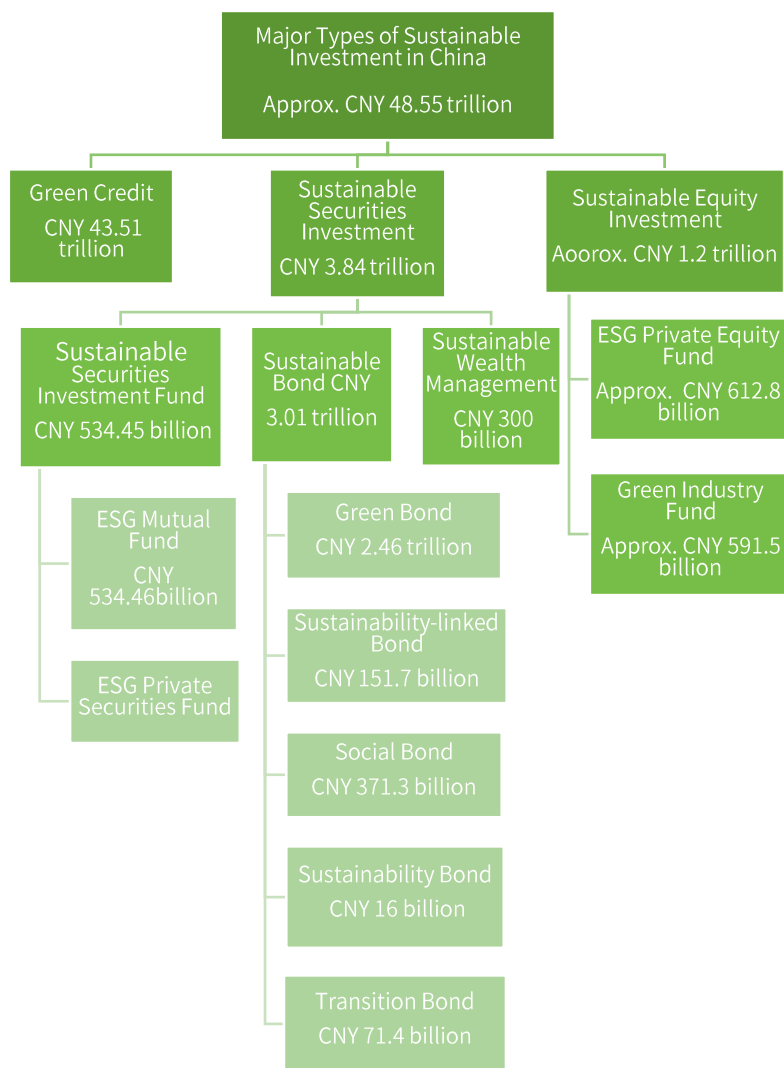 Major Types of Sustainable
Investment in China
Approx. CNY 48.55 trillion
Green Credit
CNY 43.51
trillion
Sustainable
Securities
Investment
CNY 3.84 trillion
Sustainable Equity
Investment
Aoorox. CNY 1.2 trillion
Sustainable
Securities
Investment Fund
CNY 534.45 billion
Sustainable
Bond CNY
3.01 trillion
Sustainable
Wealth
Management
CNY 300
billion
ESG Private Equity
Fund
Approx. CNY 612.8
billion
Green Industry
Fund
Approx. CNY 591.5
billion
ESG Mutual
Fund
CNY
534.46billion
ESG Private
Securities Fund
Green Bond
CNY 2.46 trillion
Sustainability-linked
Bond
CNY 151.7 billion
Social Bond
CNY 371.3 billion
Sustainability Bond
CNY 16 billion
Transition Bond
CNY 71.4 billion